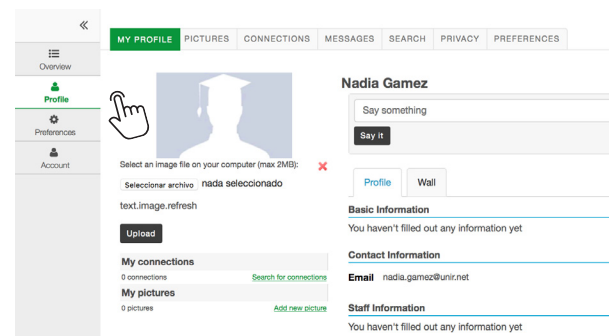 «
MY PROFILE PICTURES CONNECTIONS MESSAGES SEARCH PRIVACY PREFERENCES
Overview
Profile
Preferences
Account
Select an image file on your computer (max 2MB):
Seleccionar archivo nada seleccionado
text.image.refresh
Upload
My connections
0 connections Search for connections
My pictures
0 pictures Add new picture
Nadia Gamez
Say something
Say it
Profile Wall
Basic Information
You haven't filled out any information yet
Contact Information
Email nadia.gamez@unir.net
Staff Information
You haven't filled out any information yet